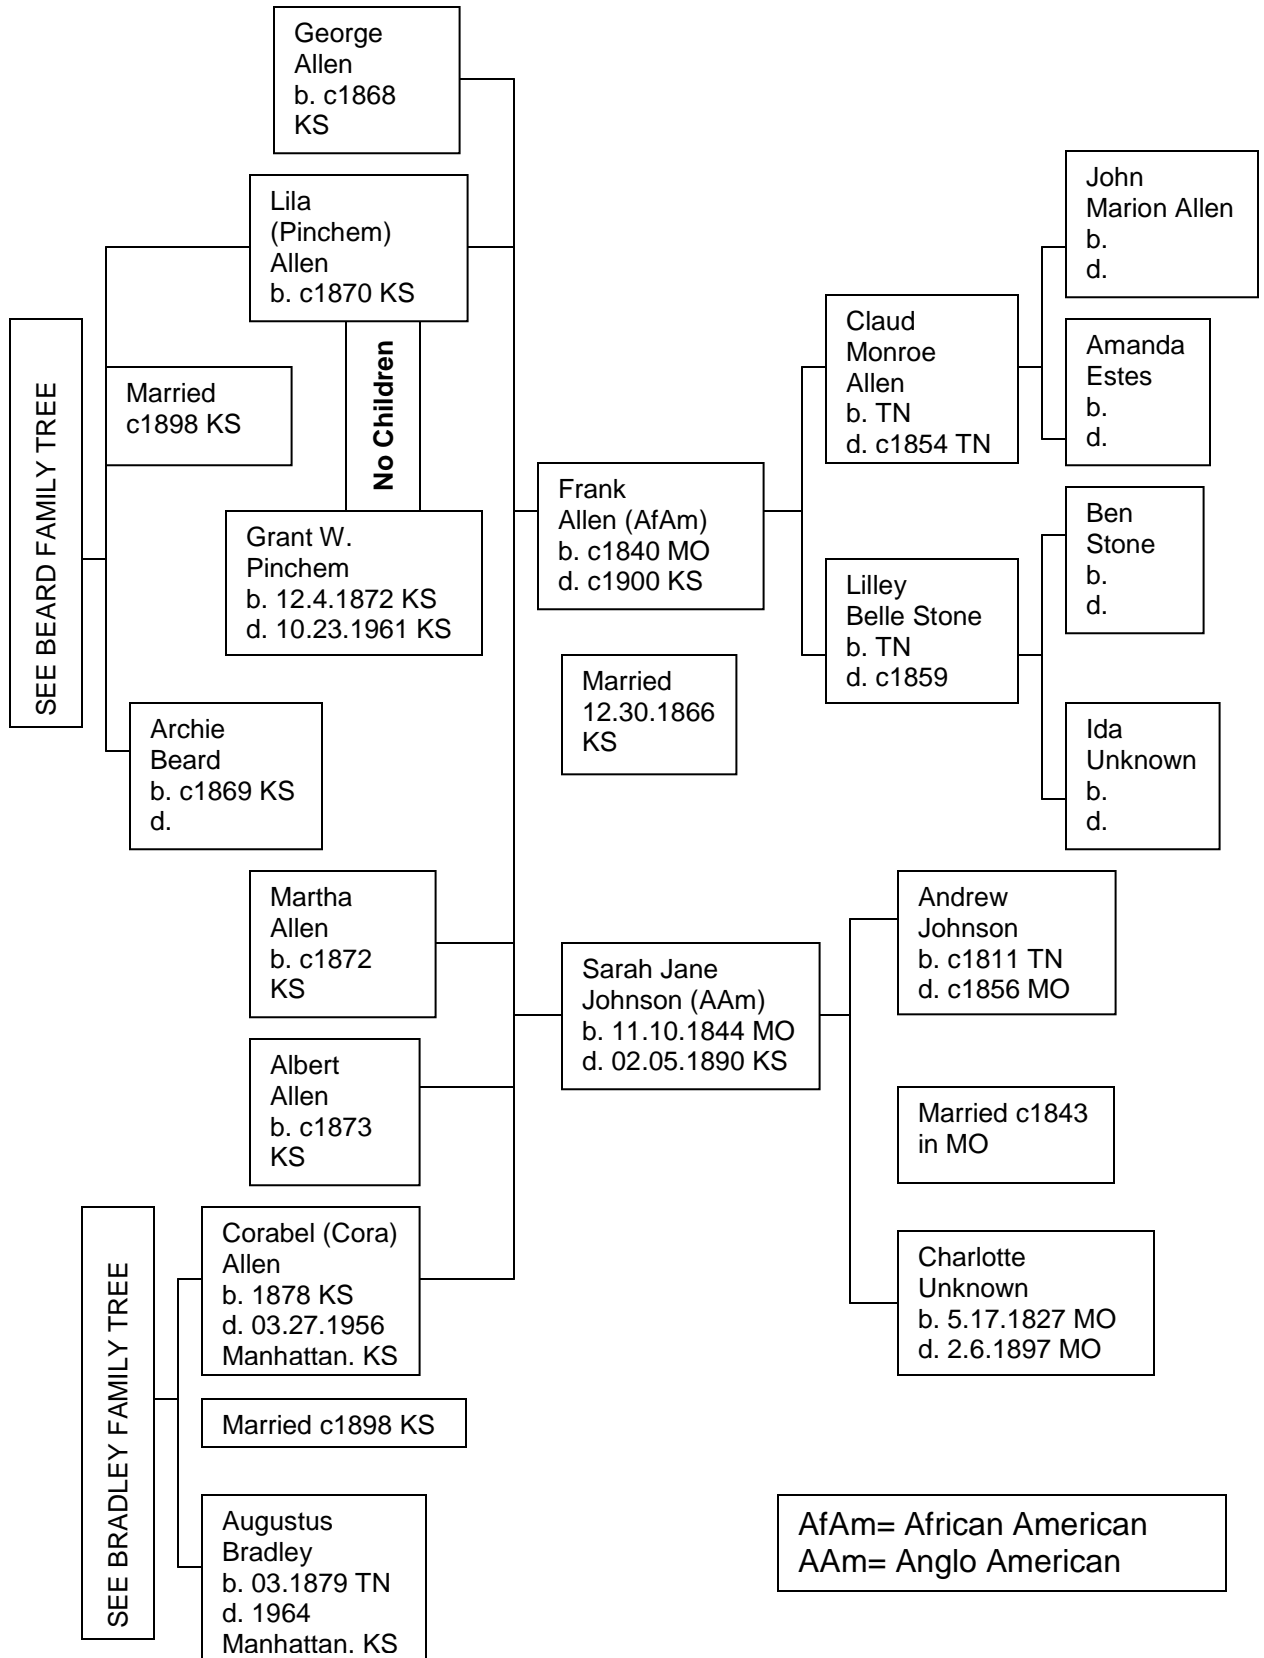 George
Allen
b. c1868
KS
Lila
(Pinchem)
Allen
b. c1870 KS
SEE BEARD FAMILY TREE
Married
c1898 KS
No Children
Grant W.
Pinchem
b. 12.4.1872 KS
d. 10.23.1961 KS
Archie
Beard
b. c1869 KS
d.
Martha
Allen
b. c1872
KS
Albert
Allen
b. c1873
KS
SEE BRADLEY FAMILY TREE
Corabel (Cora)
Allen
b. 1878 KS
d. 03.27.1956
Manhattan. KS
Married c1898 KS
Augustus
Bradley
b. 03.1879 TN
d. 1964
Manhattan. KS
Frank
Allen (AfAm)
b. c1840 MO
d. c1900 KS
Married
12.30.1866
KS
Sarah Jane
Johnson (AAm)
b. 11.10.1844 MO
d. 02.05.1890 KS
Claud
Monroe
Allen
b. TN
d. c1854 TN
Lilley
Belle Stone
b. TN
d. c1859
John
Marion Allen
b.
d.
Amanda
Estes
b.
d.
Ben
Stone
b.
d.
Ida
Unknown
b.
d.
Andrew
Johnson
b. c1811 TN
d. c1856 MO
Married c1843
in MO
Charlotte
Unknown
b. 5.17.1827 MO
d. 2.6.1897 MO
AfAm= African American
AAm= Anglo American